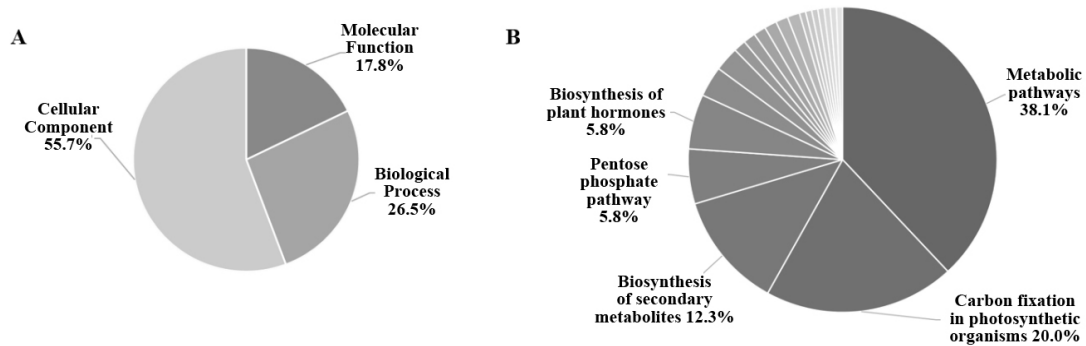 A
Molecular
Function
17.8%
Cellular
Component
55.7%
Biological
Process
26.5%
B
Metabolic
pathways
38.1%
Biosynthesis of
plant hormones
5.8%
Pentose
phosphate
pathway
5.8%
Biosynthesis
of secondary
metabolites 12.3%
Carbon fixation
in photosynthetic
organisms 20.0%